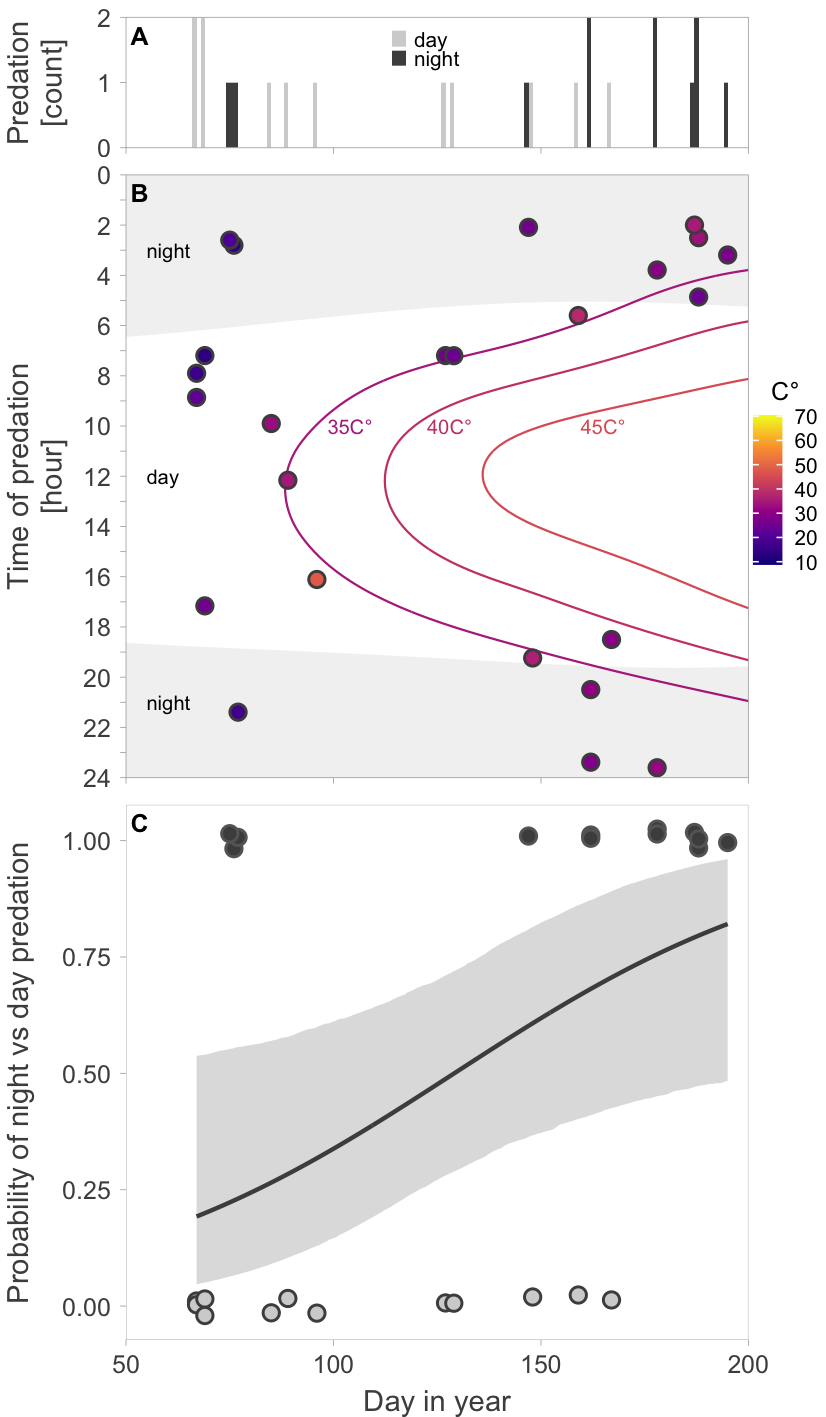 Predation
[count]
2
1
0
A
day
night
Time of predation
[hour]
0
2
4
6
8
10
12
14
16
18
20
22
24
B
night
day
night
35C°
40C°
45C°
C°
70
60
50
40
30
20
10
Probability of night vs day predation
1.00
0.75
0.50
0.25
0.00
C
50
100
150
200
Day in year